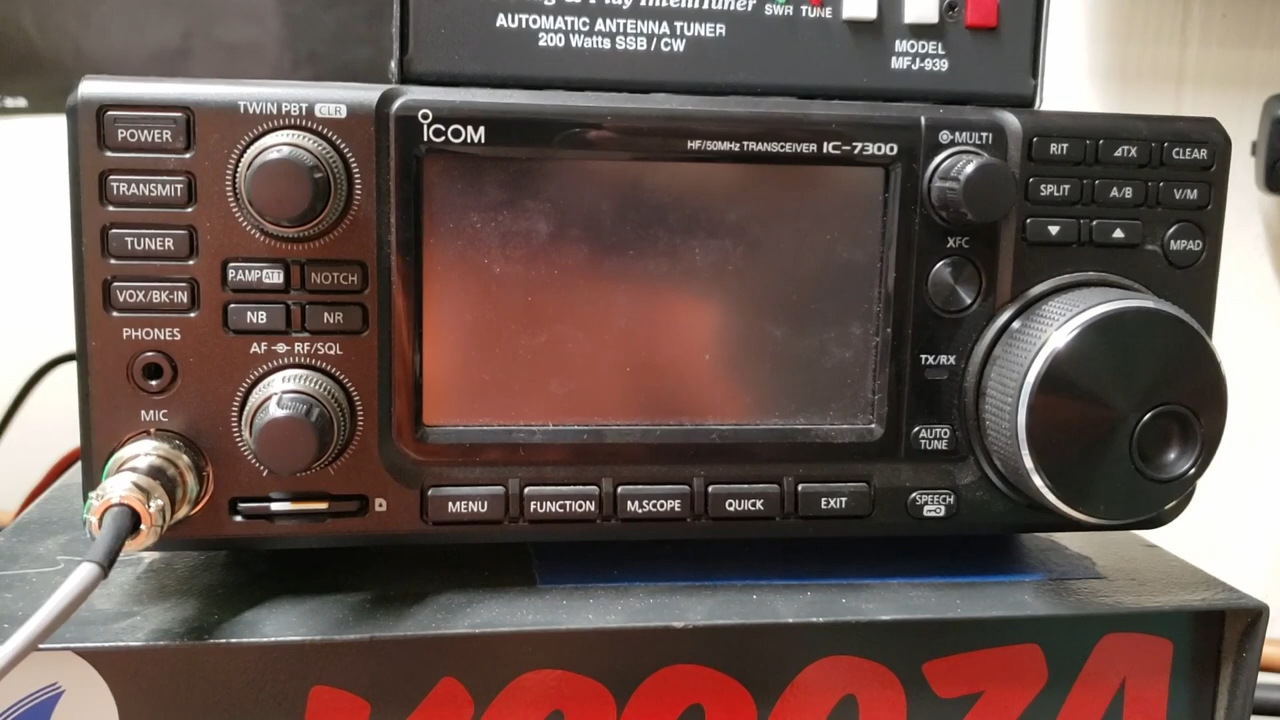 & Play IntelliTuner
SWR TUNE
AUTOMATIC ANTENNA TUNER
200 Watts SSB / CW
MODEL
MFJ-939
POWER
TRANSMIT
TUNER
VOX/BK-IN
PHONES
MIC
TWIN PBT CLR
P.AMP ATT
NOTCH
NB
NR
AF RF/SQL
ICOM
HF/50MHz TRANSCEIVER IC-7300
MENU
FUNCTION
M.SCOPE
QUICK
EXIT
MULTI
XFC
TX/RX
AUTO
TUNE
SPEECH
RIT
⊿TX
CLEAR
SPLIT
A/B
V/M
▼
▲
MPAD